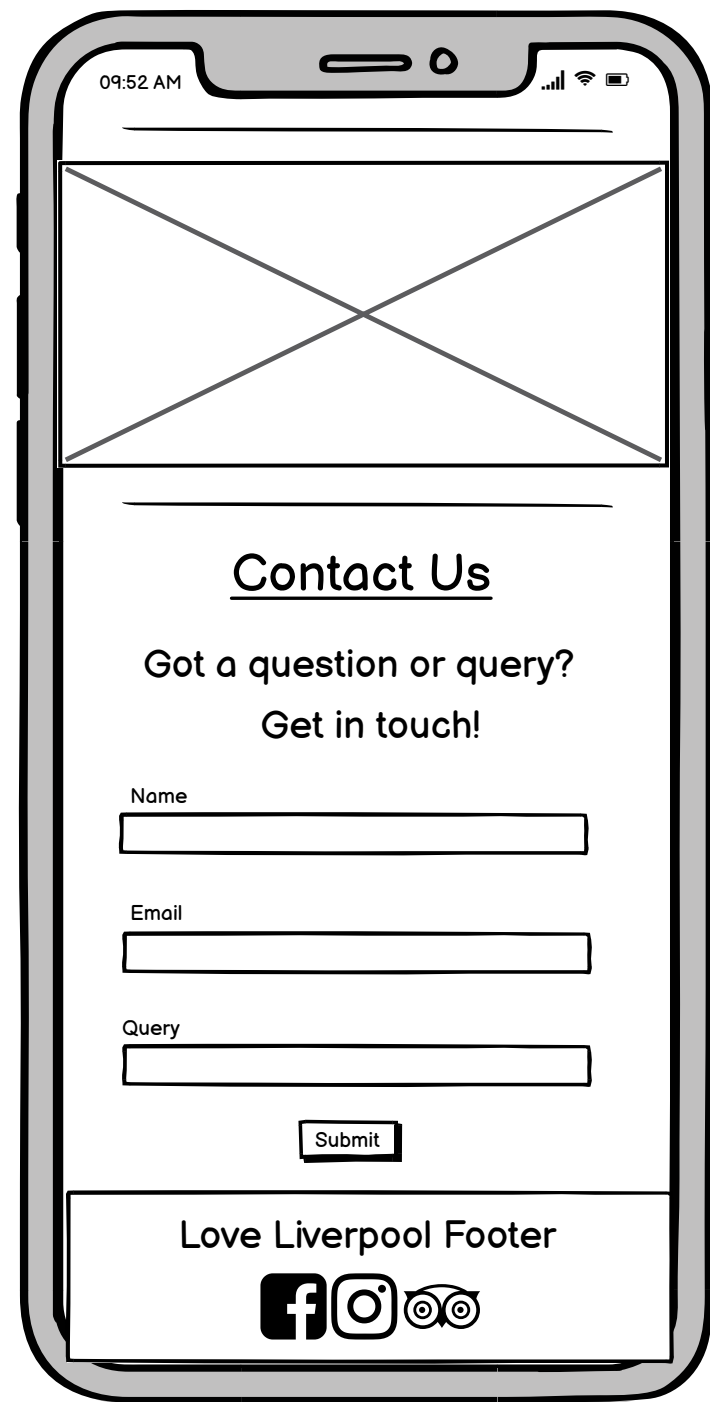 09:52 AM
Contact Us
Got a question or query?
Get in touch!
Name
Email
Query
Submit
Love Liverpool Footer